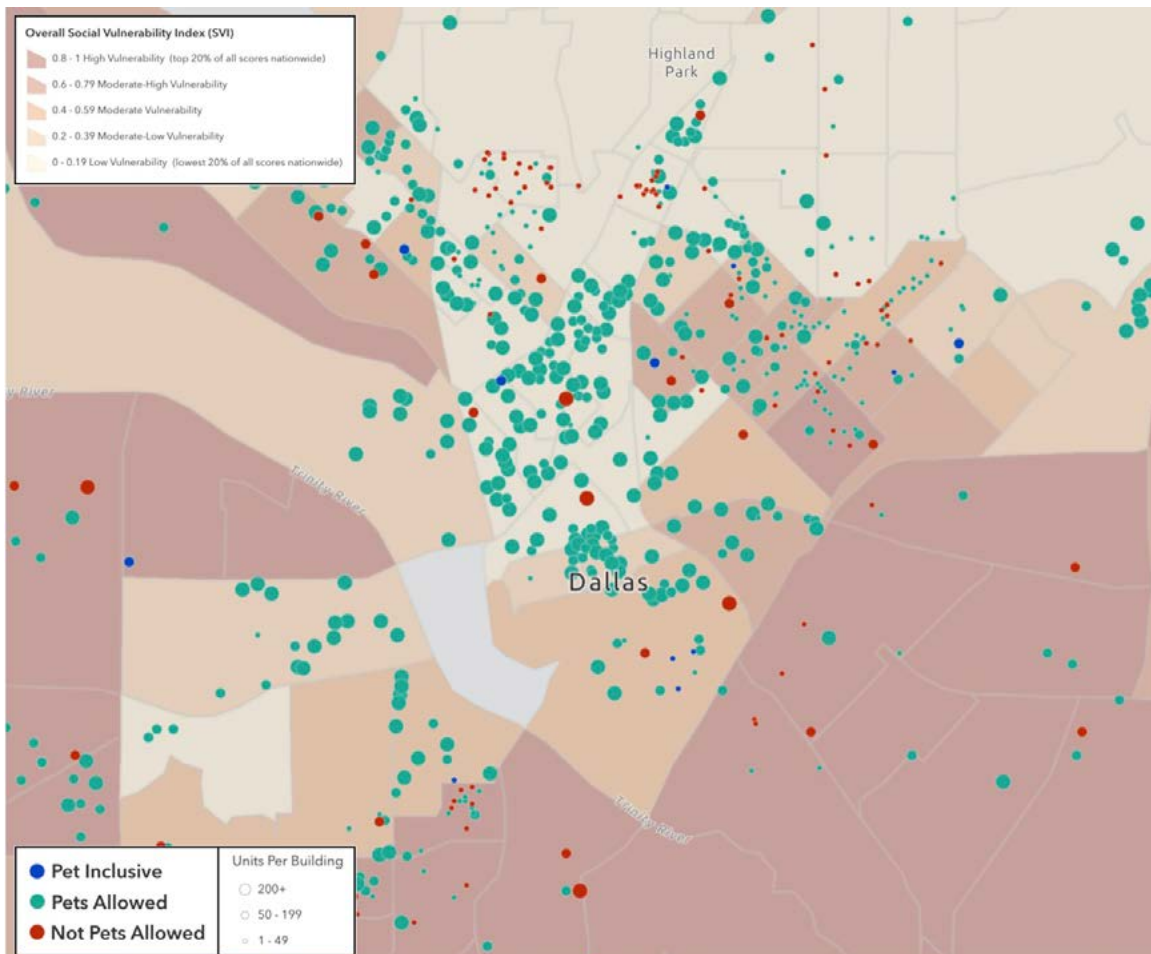 Overall Social Vulnerability Index (SVI)
0.8 - 1 High Vulnerability (top 20% of all scores nationwide)
0.6 - 0.79 Moderate-High Vulnerability
0.4 - 0.59 Moderate Vulnerability
0.2 - 0.39 Moderate-Low Vulnerability
0 - 0.19 Low Vulnerability (lowest 20% of all scores nationwide)
Highland
Park
y River
Trinity River
Dallas
Trinity River
Pet Inclusive
Pets Allowed
Not Pets Allowed
Units Per Building
200+
50 - 199
1 - 49